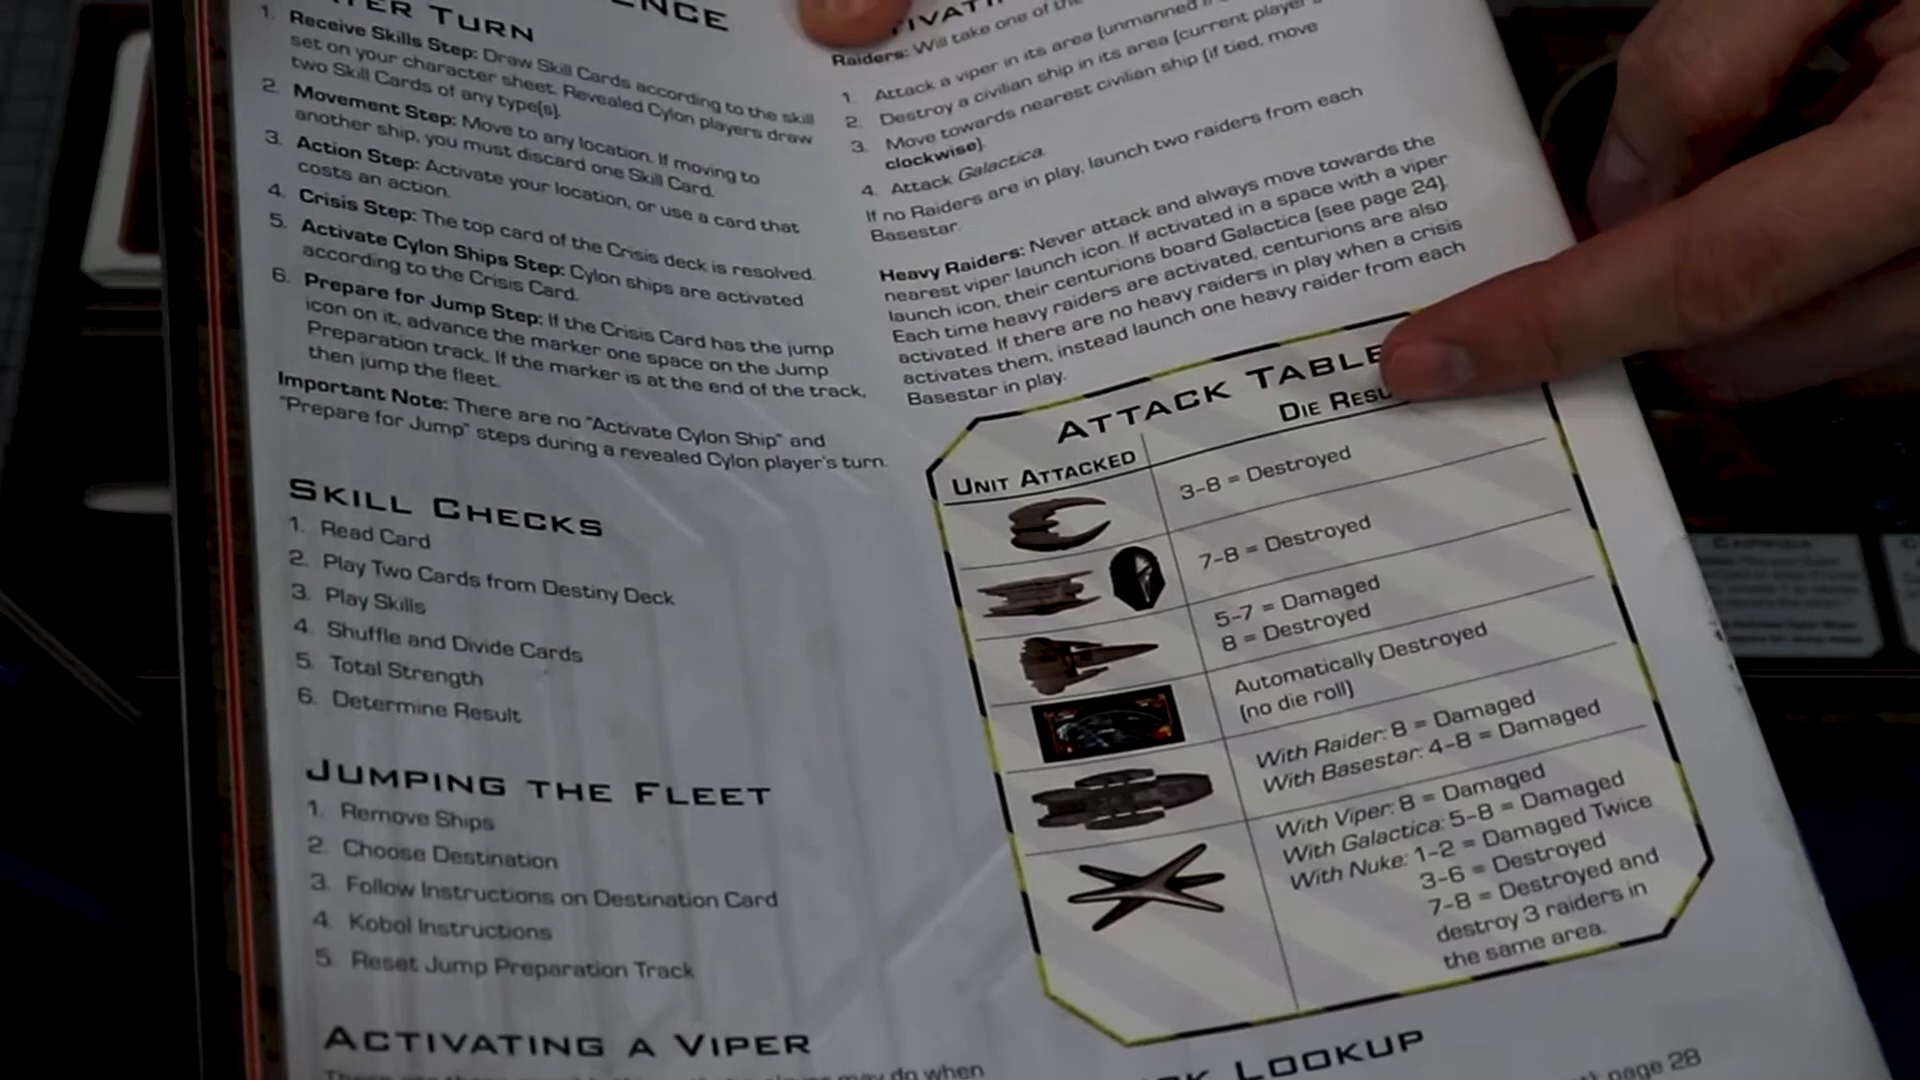 ENCE
TER TURN
1. Receive Skills Step: Draw Skill Cards according to the skill
set on your character sheet. Revealed Cylon players draw
two Skill Cards of any type(s).
2. Movement Step: Move to any location. If moving to
another ship, you must discard one Skill Card.
3. Action Step: Activate your location, or use a card that
costs an action.
4. Crisis Step: The top card of the Crisis deck is resolved.
5. Activate Cylon Ships Step: Cylon ships are activated
according to the Crisis Card.
6. Prepare for Jump Step: If the Crisis Card has the jump
icon on it, advance the marker one space on the Jump
Preparation track. If the marker is at the end of the track,
then jump the fleet.
Important Note: There are no "Activate Cylon Ship" and
"Prepare for Jump" steps during a revealed Cylon player's turn.
SKILL CHECKS
1. Read Card
2. Play Two Cards from Destiny Deck
3. Play Skills
4. Shuffle and Divide Cards
5. Total Strength
6. Determine Result
JUMPING THE FLEET
1. Remove Ships
2. Choose Destination
3. Follow Instructions on Destination Card
4. Kobol Instructions
5. Reset Jump Preparation Track
ACTIVATING A VIPER
may do when
Raiders: Will take one of the
1. Attack a viper in its area (unmanned
2. Destroy a civilian ship in its area (current player
3. Move towards nearest civilian ship (if tied, move
clockwise).
4. Attack Galactica.
If no Raiders are in play, launch two raiders from each
Basestar.
Heavy Raiders: Never attack and always move towards the
nearest viper launch icon. If activated in a space with a viper
launch icon, their centurions board Galactica (see page 24).
Each time heavy raiders are activated, centurions are also
activated. If there are no heavy raiders in play when a crisis
activates them, instead launch one heavy raider from each
Basestar in play.
ATTACK TABLE
UNIT ATTACKED
DIE RESU
3-8 = Destroyed
7-8 = Destroyed
5-7 = Damaged
8 = Destroyed
Automatically Destroyed
(no die roll)
With Raider: 8 = Damaged
With Basestar: 4-8 = Damaged
With Viper: 8 = Damaged
With Galactica: 5-8 = Damaged
With Nuke: 1-2 = Damaged Twice
3-6 = Destroyed
7-8 = Destroyed and
destroy 3 raiders in
the same area.
LOOKUP
page 28